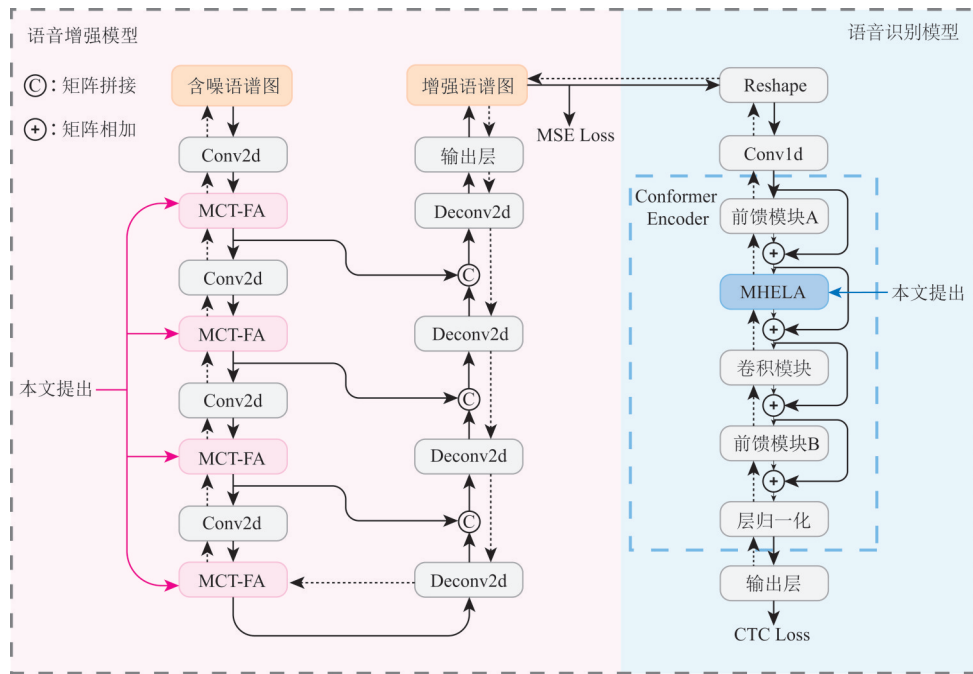 语音增强模型
语音识别模型
C：矩阵拼接
+：矩阵相加
含噪语谱图
Conv2d
MCT-FA
Conv2d
MCT-FA
Conv2d
MCT-FA
Conv2d
MCT-FA
本文提出
增强语谱图
输出层
Deconv2d
C
Deconv2d
C
Deconv2d
C
Deconv2d
MSE Loss
Reshape
Conv1d
Conformer
Encoder
前馈模块A
+
MHELA
本文提出
+
卷积模块
+
前馈模块B
+
层归一化
输出层
CTC Loss